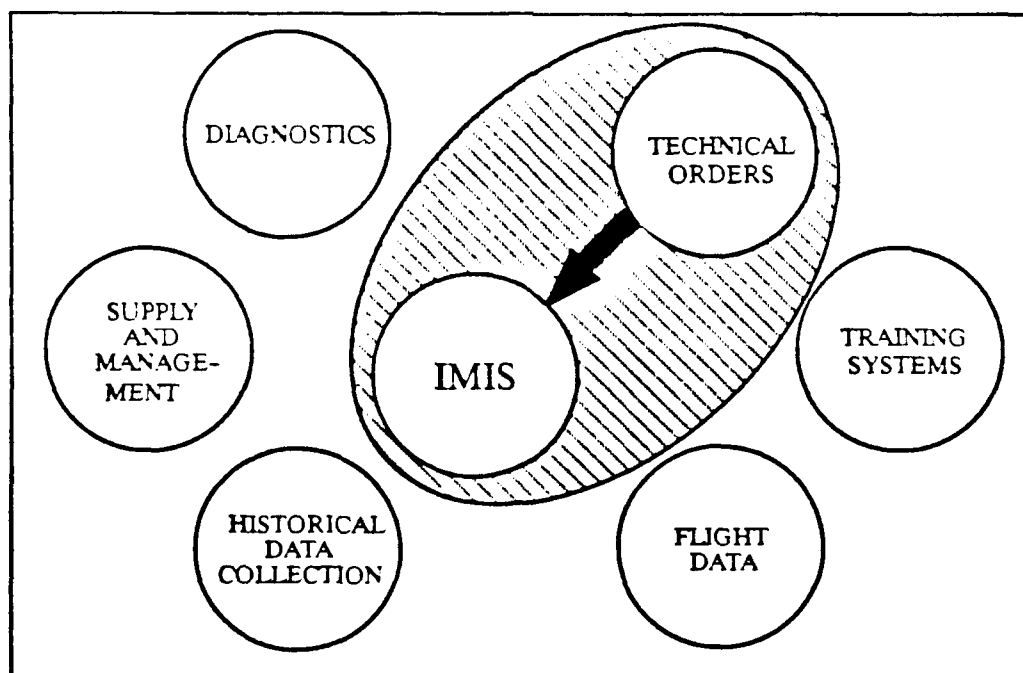 DIAGNOSTICS
TECHNICAL
ORDERS
SUPPLY
AND
MANAGE-
MENT
IMIS
TRAINING
SYSTEMS
HISTORICAL
DATA
COLLECTION
FLIGHT
DATA